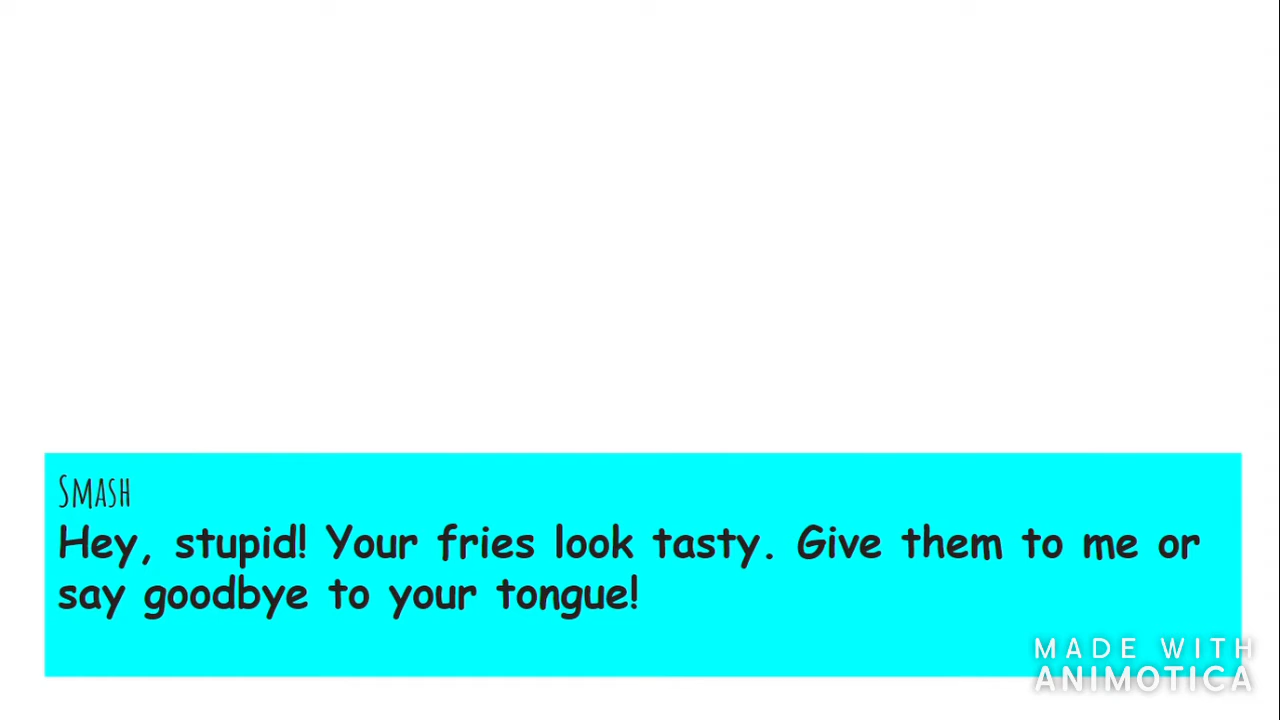 Smash
Hey, stupid! Your fries look tasty. Give them to me or
say goodbye to your tongue!
MADE WITH
ANIMOTICA